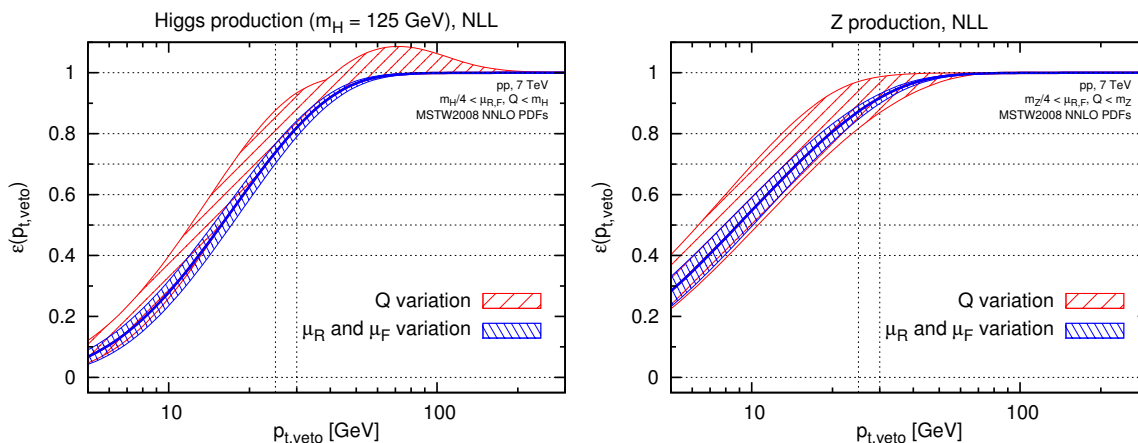 Higgs production (m_H = 125 GeV), NLL
ε(p_t,veto)
1
0.8
0.6
0.4
0.2
0
pp, 7 TeV
m_H/4 < μ_R,F, Q < m_H
MSTW2008 NNLO PDFs
Q variation
μ_R and μ_F variation
10
100
p_t,veto [GeV]
Z production, NLL
ε(p_t,veto)
1
0.8
0.6
0.4
0.2
0
pp, 7 TeV
m_Z/4 < μ_R,F, Q < m_Z
MSTW2008 NNLO PDFs
Q variation
μ_R and μ_F variation
10
100
p_t,veto [GeV]